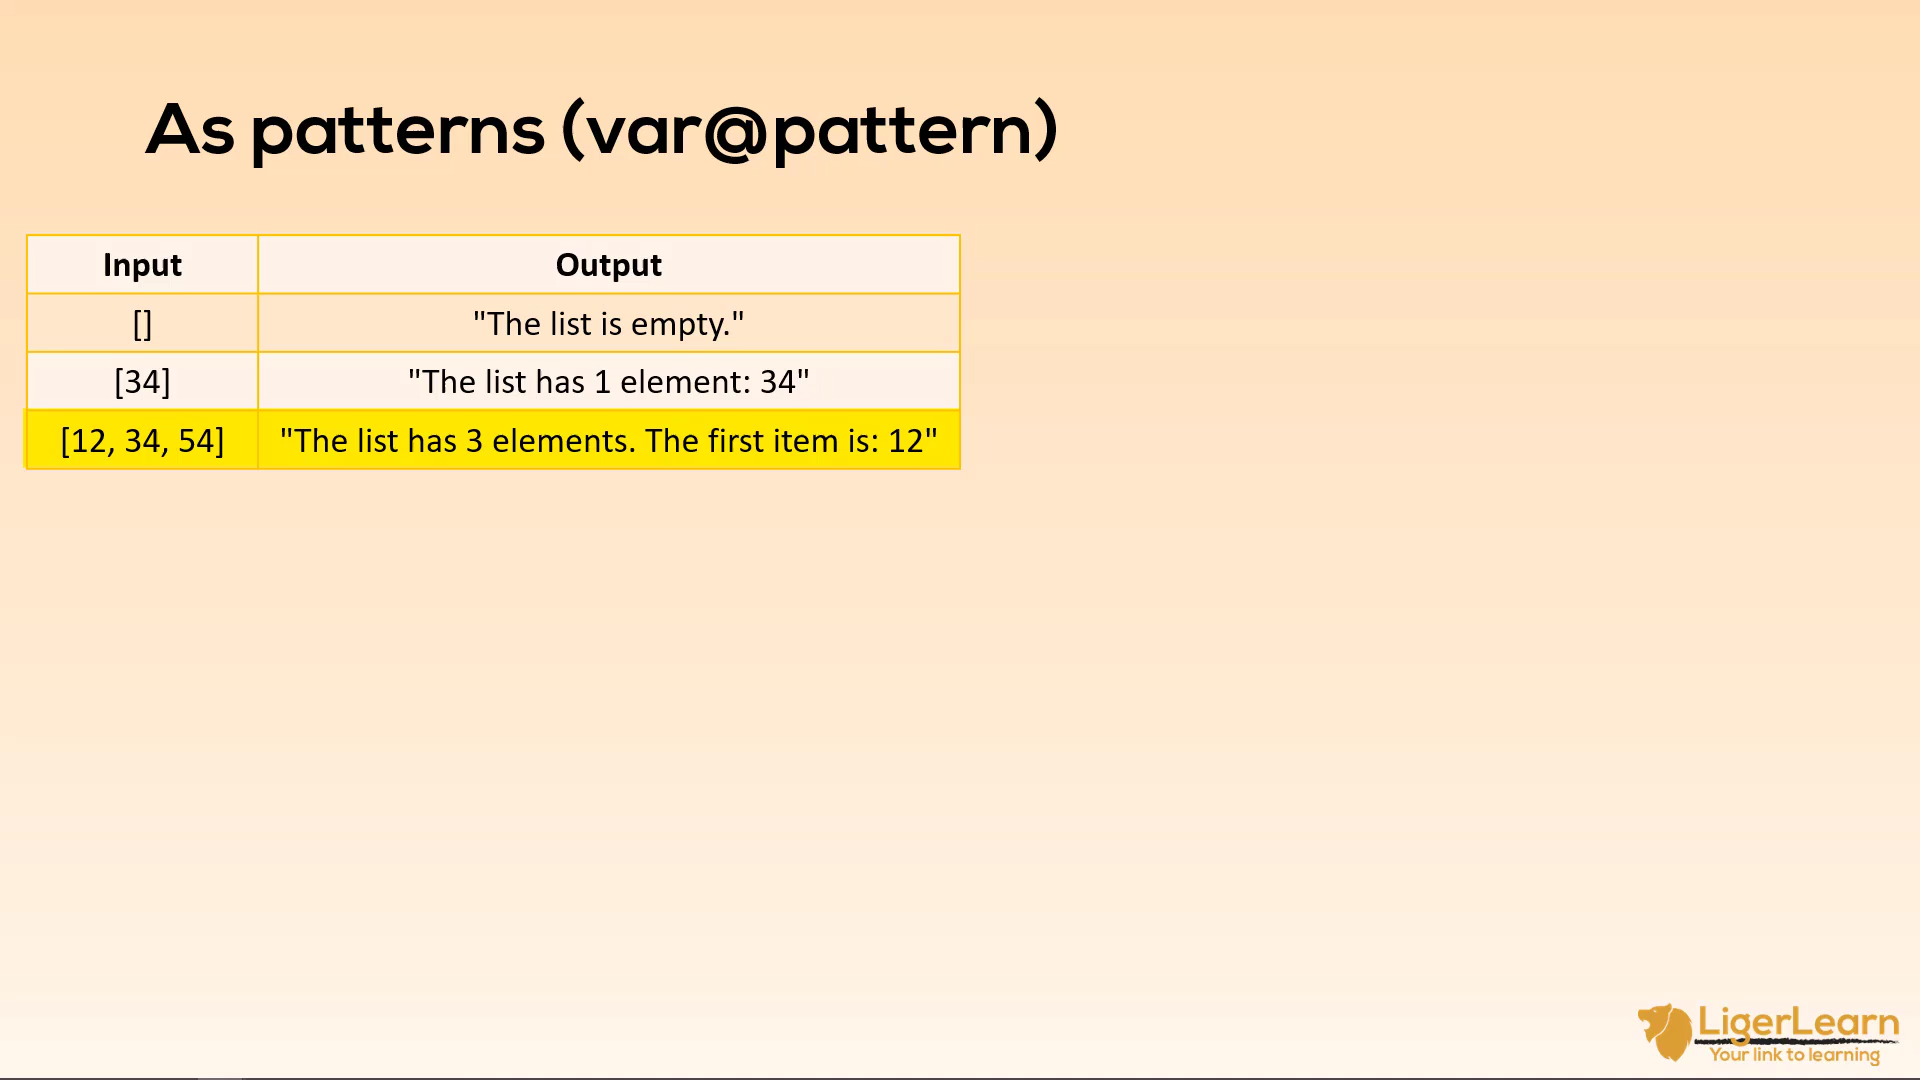 As patterns (var@pattern)
Input Output
[] "The list is empty."
[34] "The list has 1 element: 34"
[12, 34, 54] "The list has 3 elements. The first item is: 12"
LigerLearn
Your link to learning